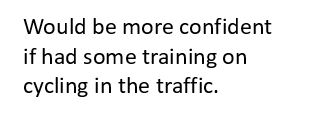 Would be more confident
if had some training on
cycling in the traffic.